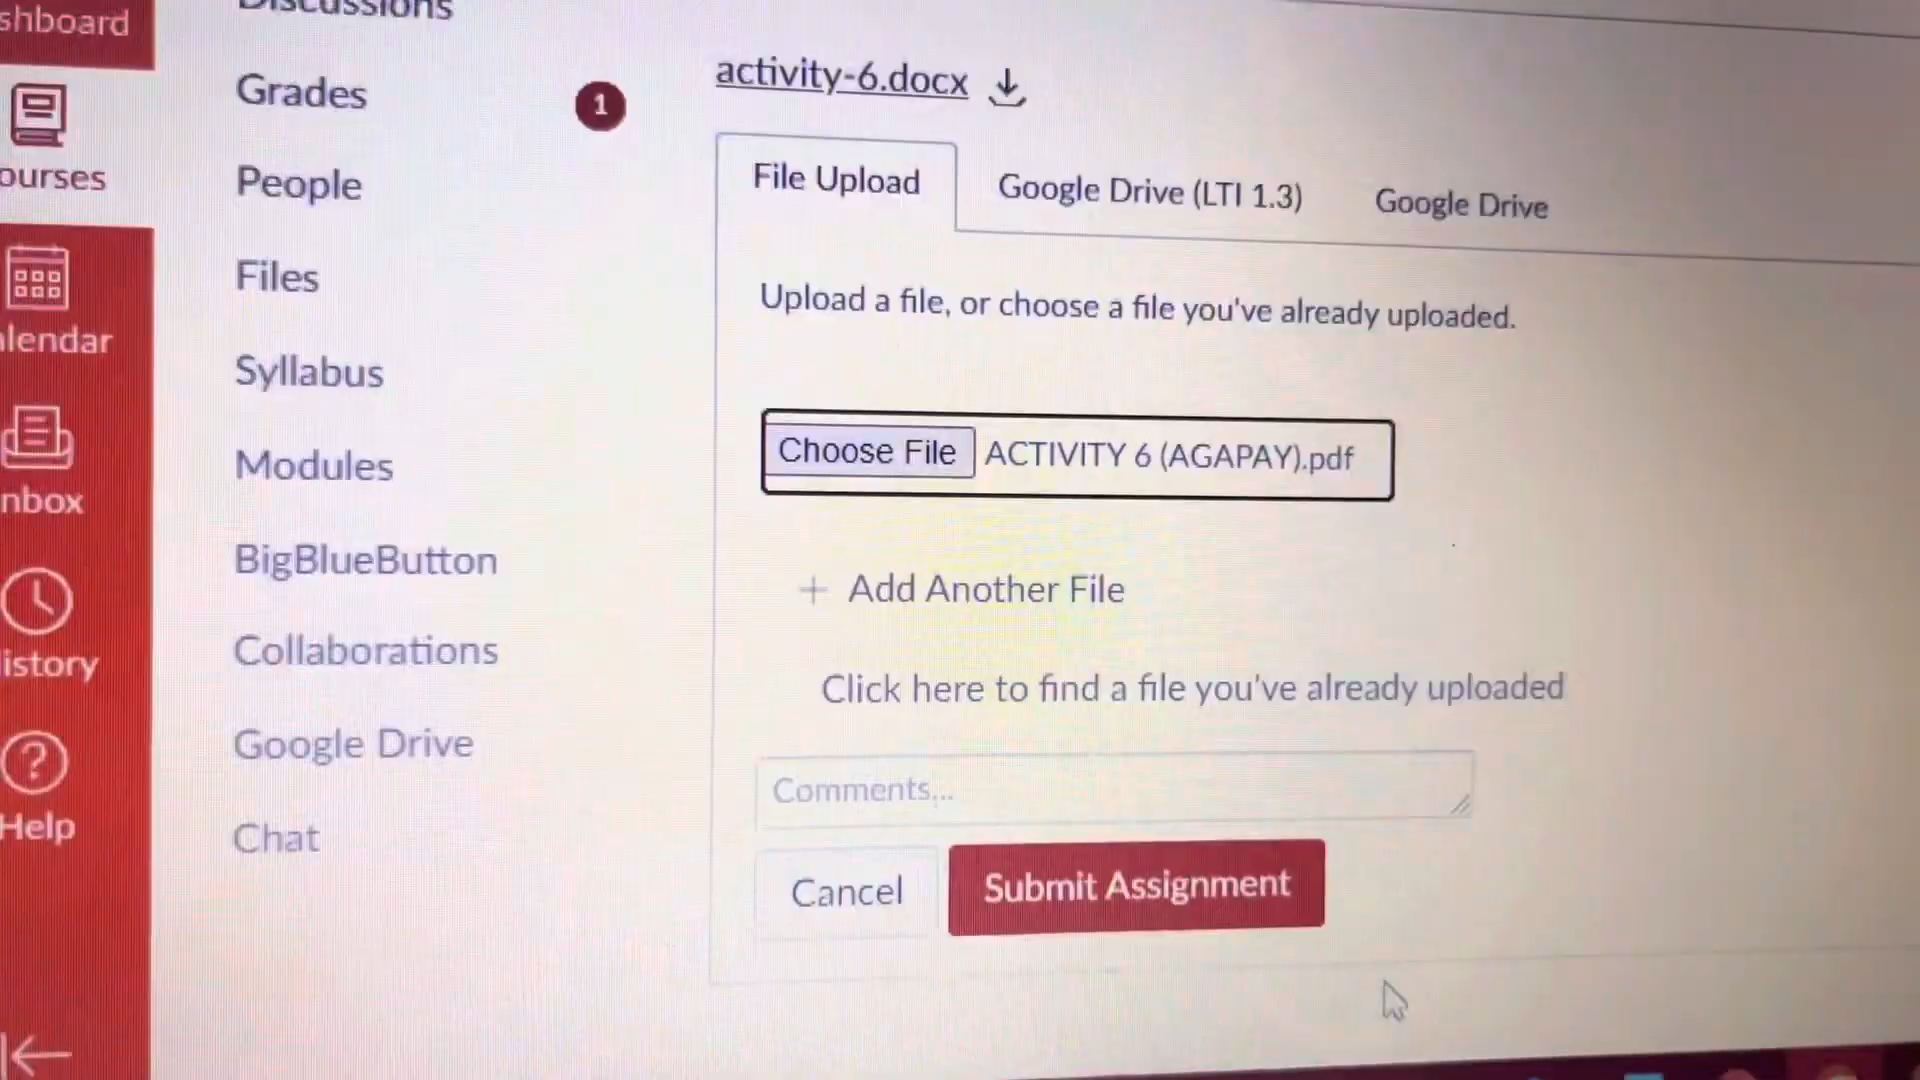 shboard
ourses
alendar
nbox
istory
Help
Discussions
Grades
1
People
Files
Syllabus
Modules
BigBlueButton
Collaborations
Google Drive
Chat
activity-6.docx
File Upload
Google Drive (LTI 1.3)
Google Drive
Upload a file, or choose a file you've already uploaded.
Choose File ACTIVITY 6 (AGAPAY).pdf
+ Add Another File
Click here to find a file you've already uploaded
Comments...
Cancel
Submit Assignment